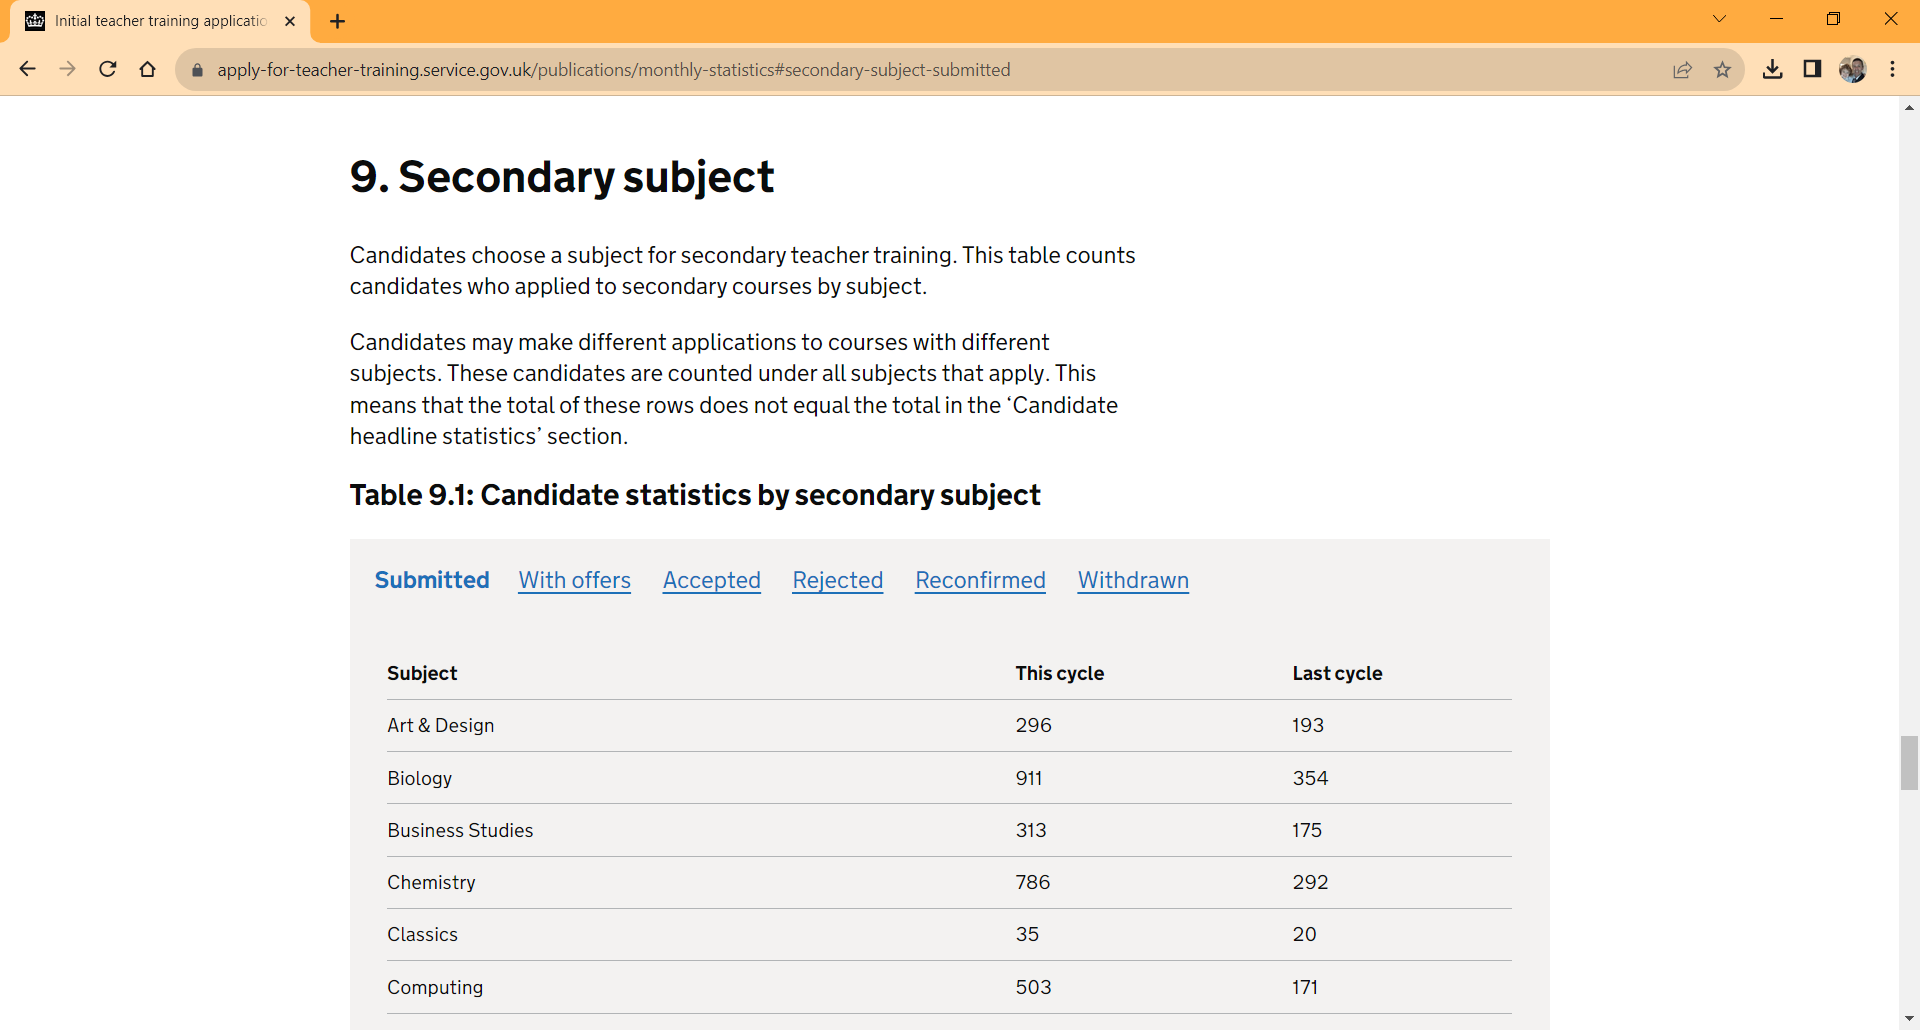 Initial teacher training applicatio
apply-for-teacher-training.service.gov.uk/publications/monthly-statistics#secondary-subject-submitted
9. Secondary subject
Candidates choose a subject for secondary teacher training. This table counts
candidates who applied to secondary courses by subject.
Candidates may make different applications to courses with different
subjects. These candidates are counted under all subjects that apply. This
means that the total of these rows does not equal the total in the ‘Candidate
headline statistics’ section.
Table 9.1: Candidate statistics by secondary subject
Submitted With offers Accepted Rejected Reconfirmed Withdrawn
Subject This cycle Last cycle
Art & Design 296 193
Biology 911 354
Business Studies 313 175
Chemistry 786 292
Classics 35 20
Computing 503 171